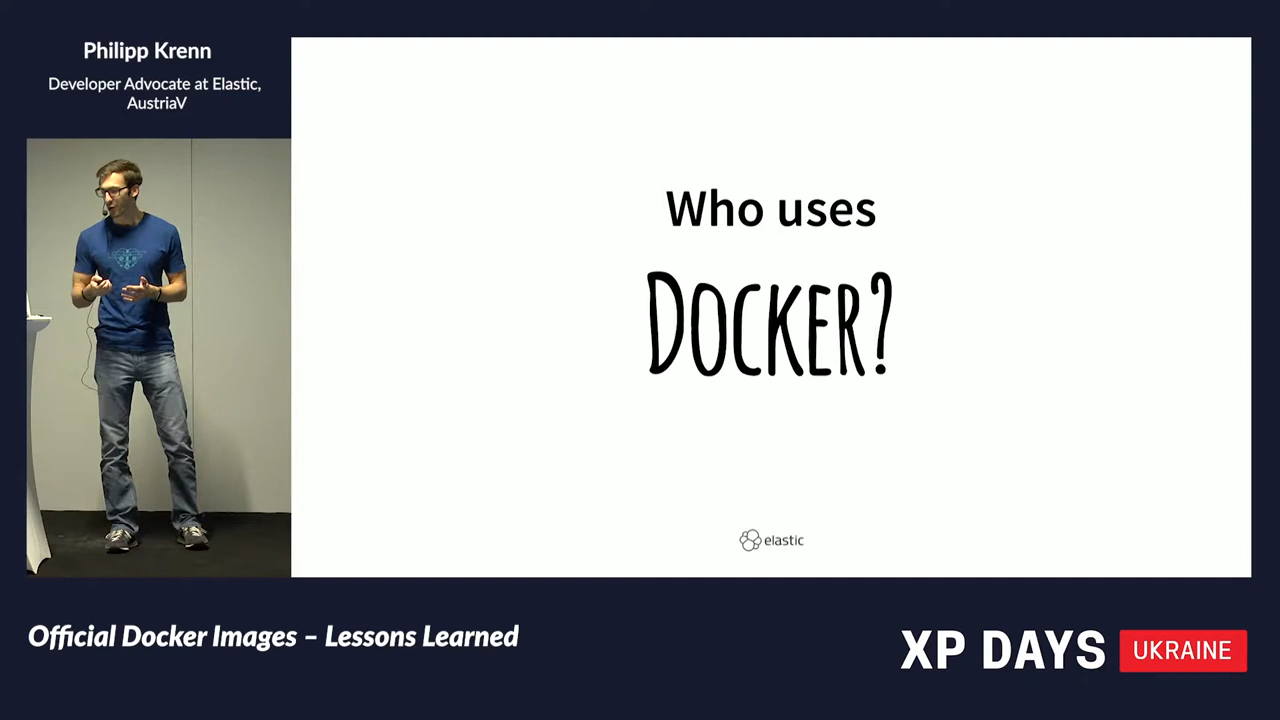 Philipp Krenn
Developer Advocate at Elastic,
AustriaV
Who uses
DOCKER?
elastic
Official Docker Images – Lessons Learned
XP DAYS UKRAINE